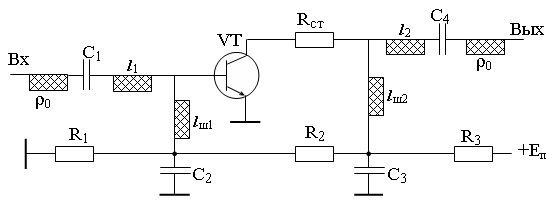 Вх
ρ₀
C₁
l₁
VT
Rст
l₂
C₄
Вых
ρ₀
lш1
lш2
R₁
R₂
R₃
C₂
C₃
+Eп